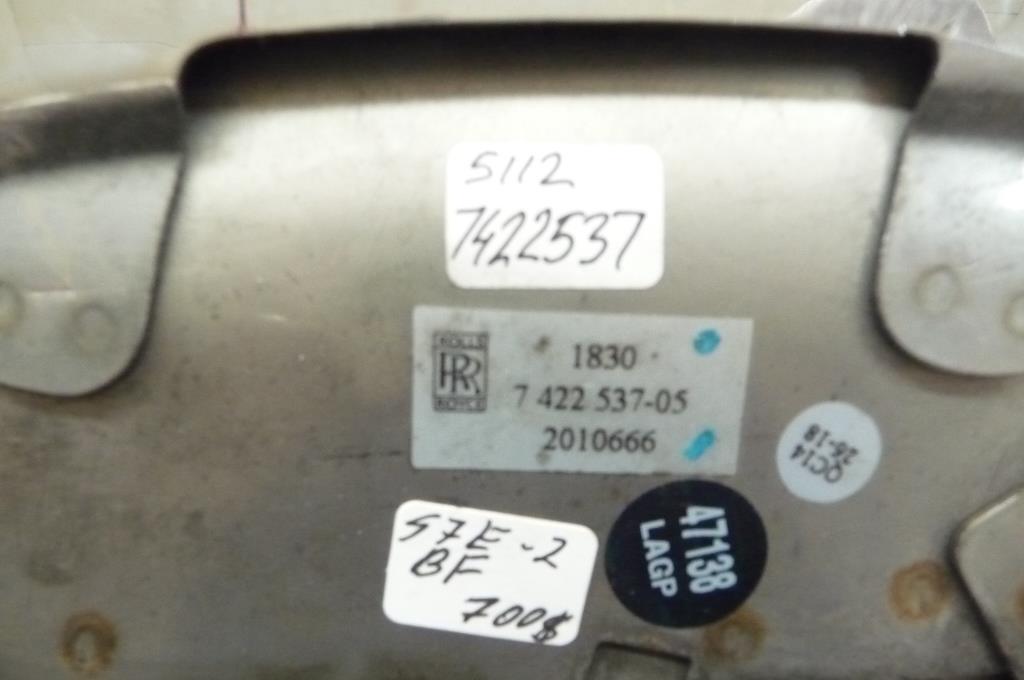 5112
7422537
ROLLS
RR
ROYCE
1830
7 422 537-05
2010666
QC14
26-18
47138
LAGP
57E-2
BF
700$